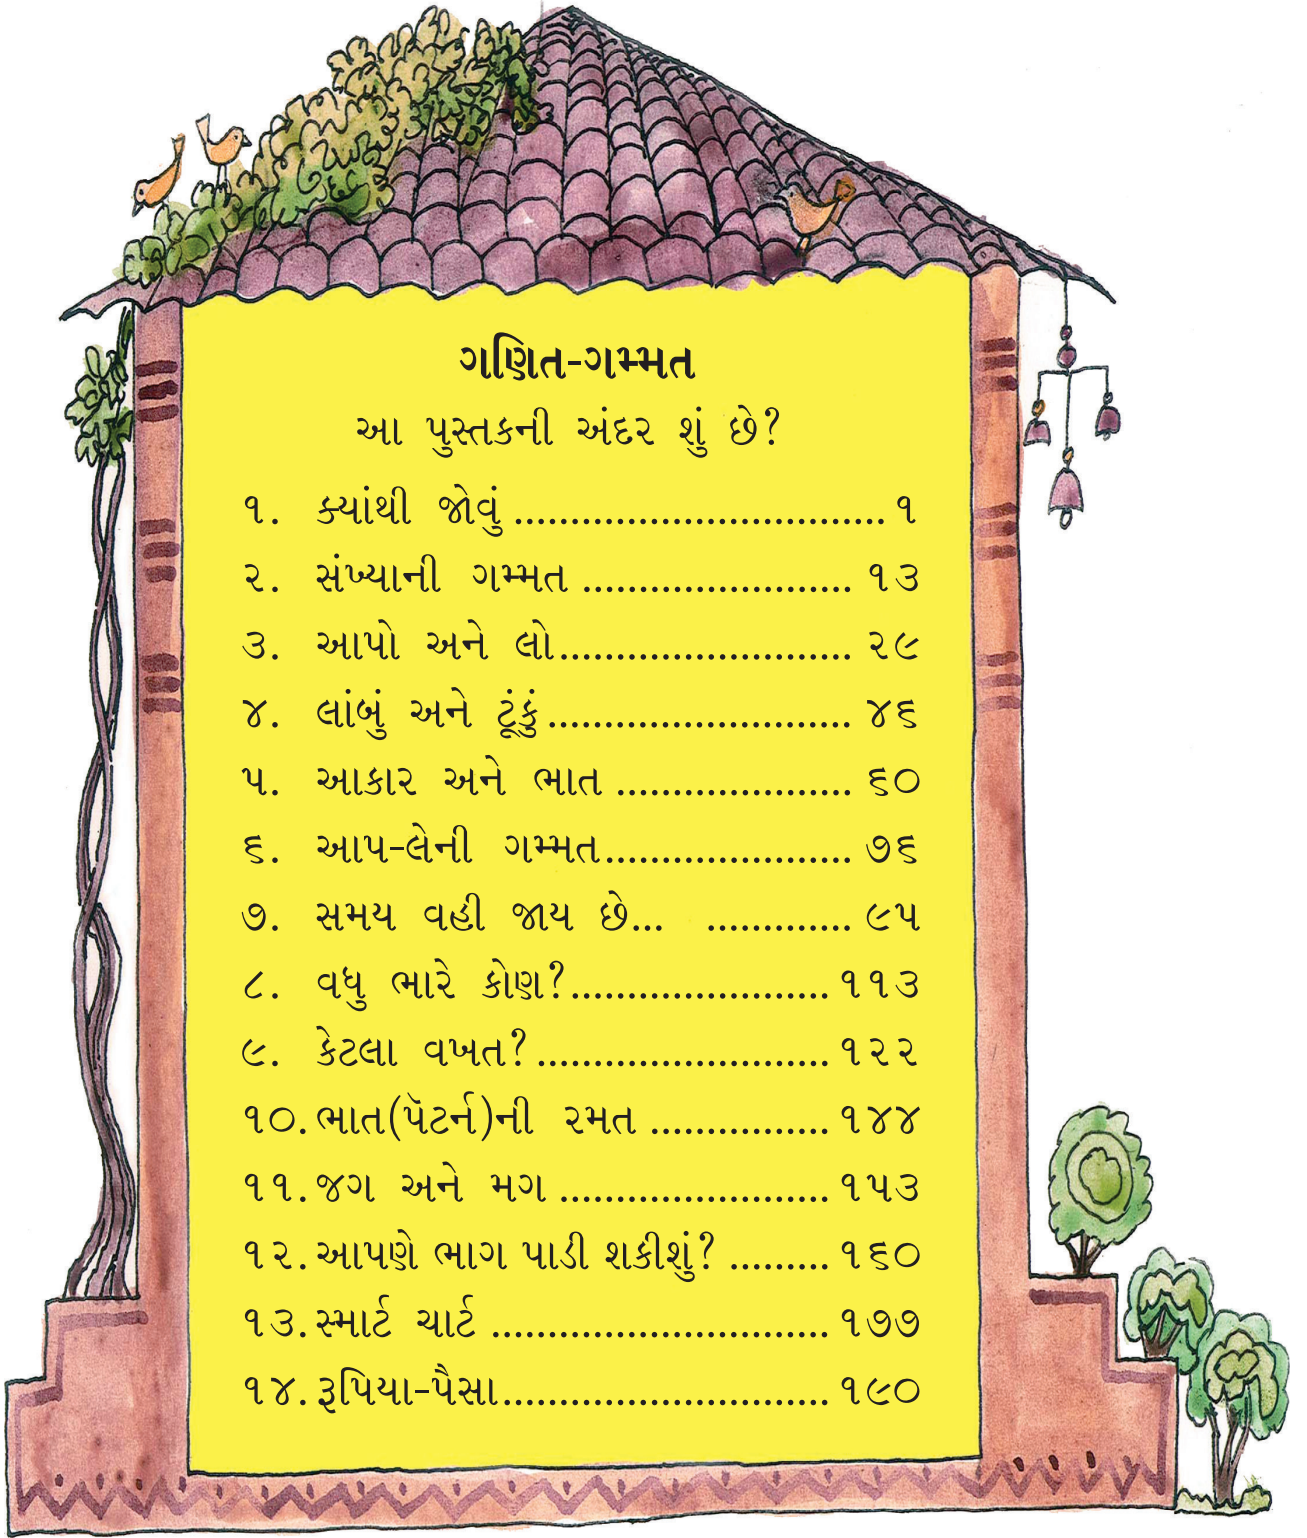 ગણિત-ગમ્મત
આ પુસ્તકની અંદર શું છે?
૧. ક્યાંથી જોવું ................................. ૧
૨. સંખ્યાની ગમ્મત ........................ ૧૩
૩. આપો અને લો.......................... ૨૯
૪. લાંબું અને ટૂંકું........................... ૪૬
૫. આકાર અને ભાત ..................... ૬૦
૬. આપ-લેની ગમ્મત...................... ૭૬
૭. સમય વહી જાય છે... ............. ૯૫
૮. વધુ ભારે કોણ?....................... ૧૧૩
૯. કેટલા વખત?.......................... ૧૨૨
૧૦. ભાત(પૅટર્ન)ની રમત ................ ૧૪૪
૧૧. જગ અને મગ ........................ ૧૫૩
૧૨. આપણે ભાગ પાડી શકીશું? ......... ૧૬૦
૧૩. સ્માર્ટ ચાર્ટ .............................. ૧૭૭
૧૪. રૂપિયા-પૈસા............................. ૧૯૦